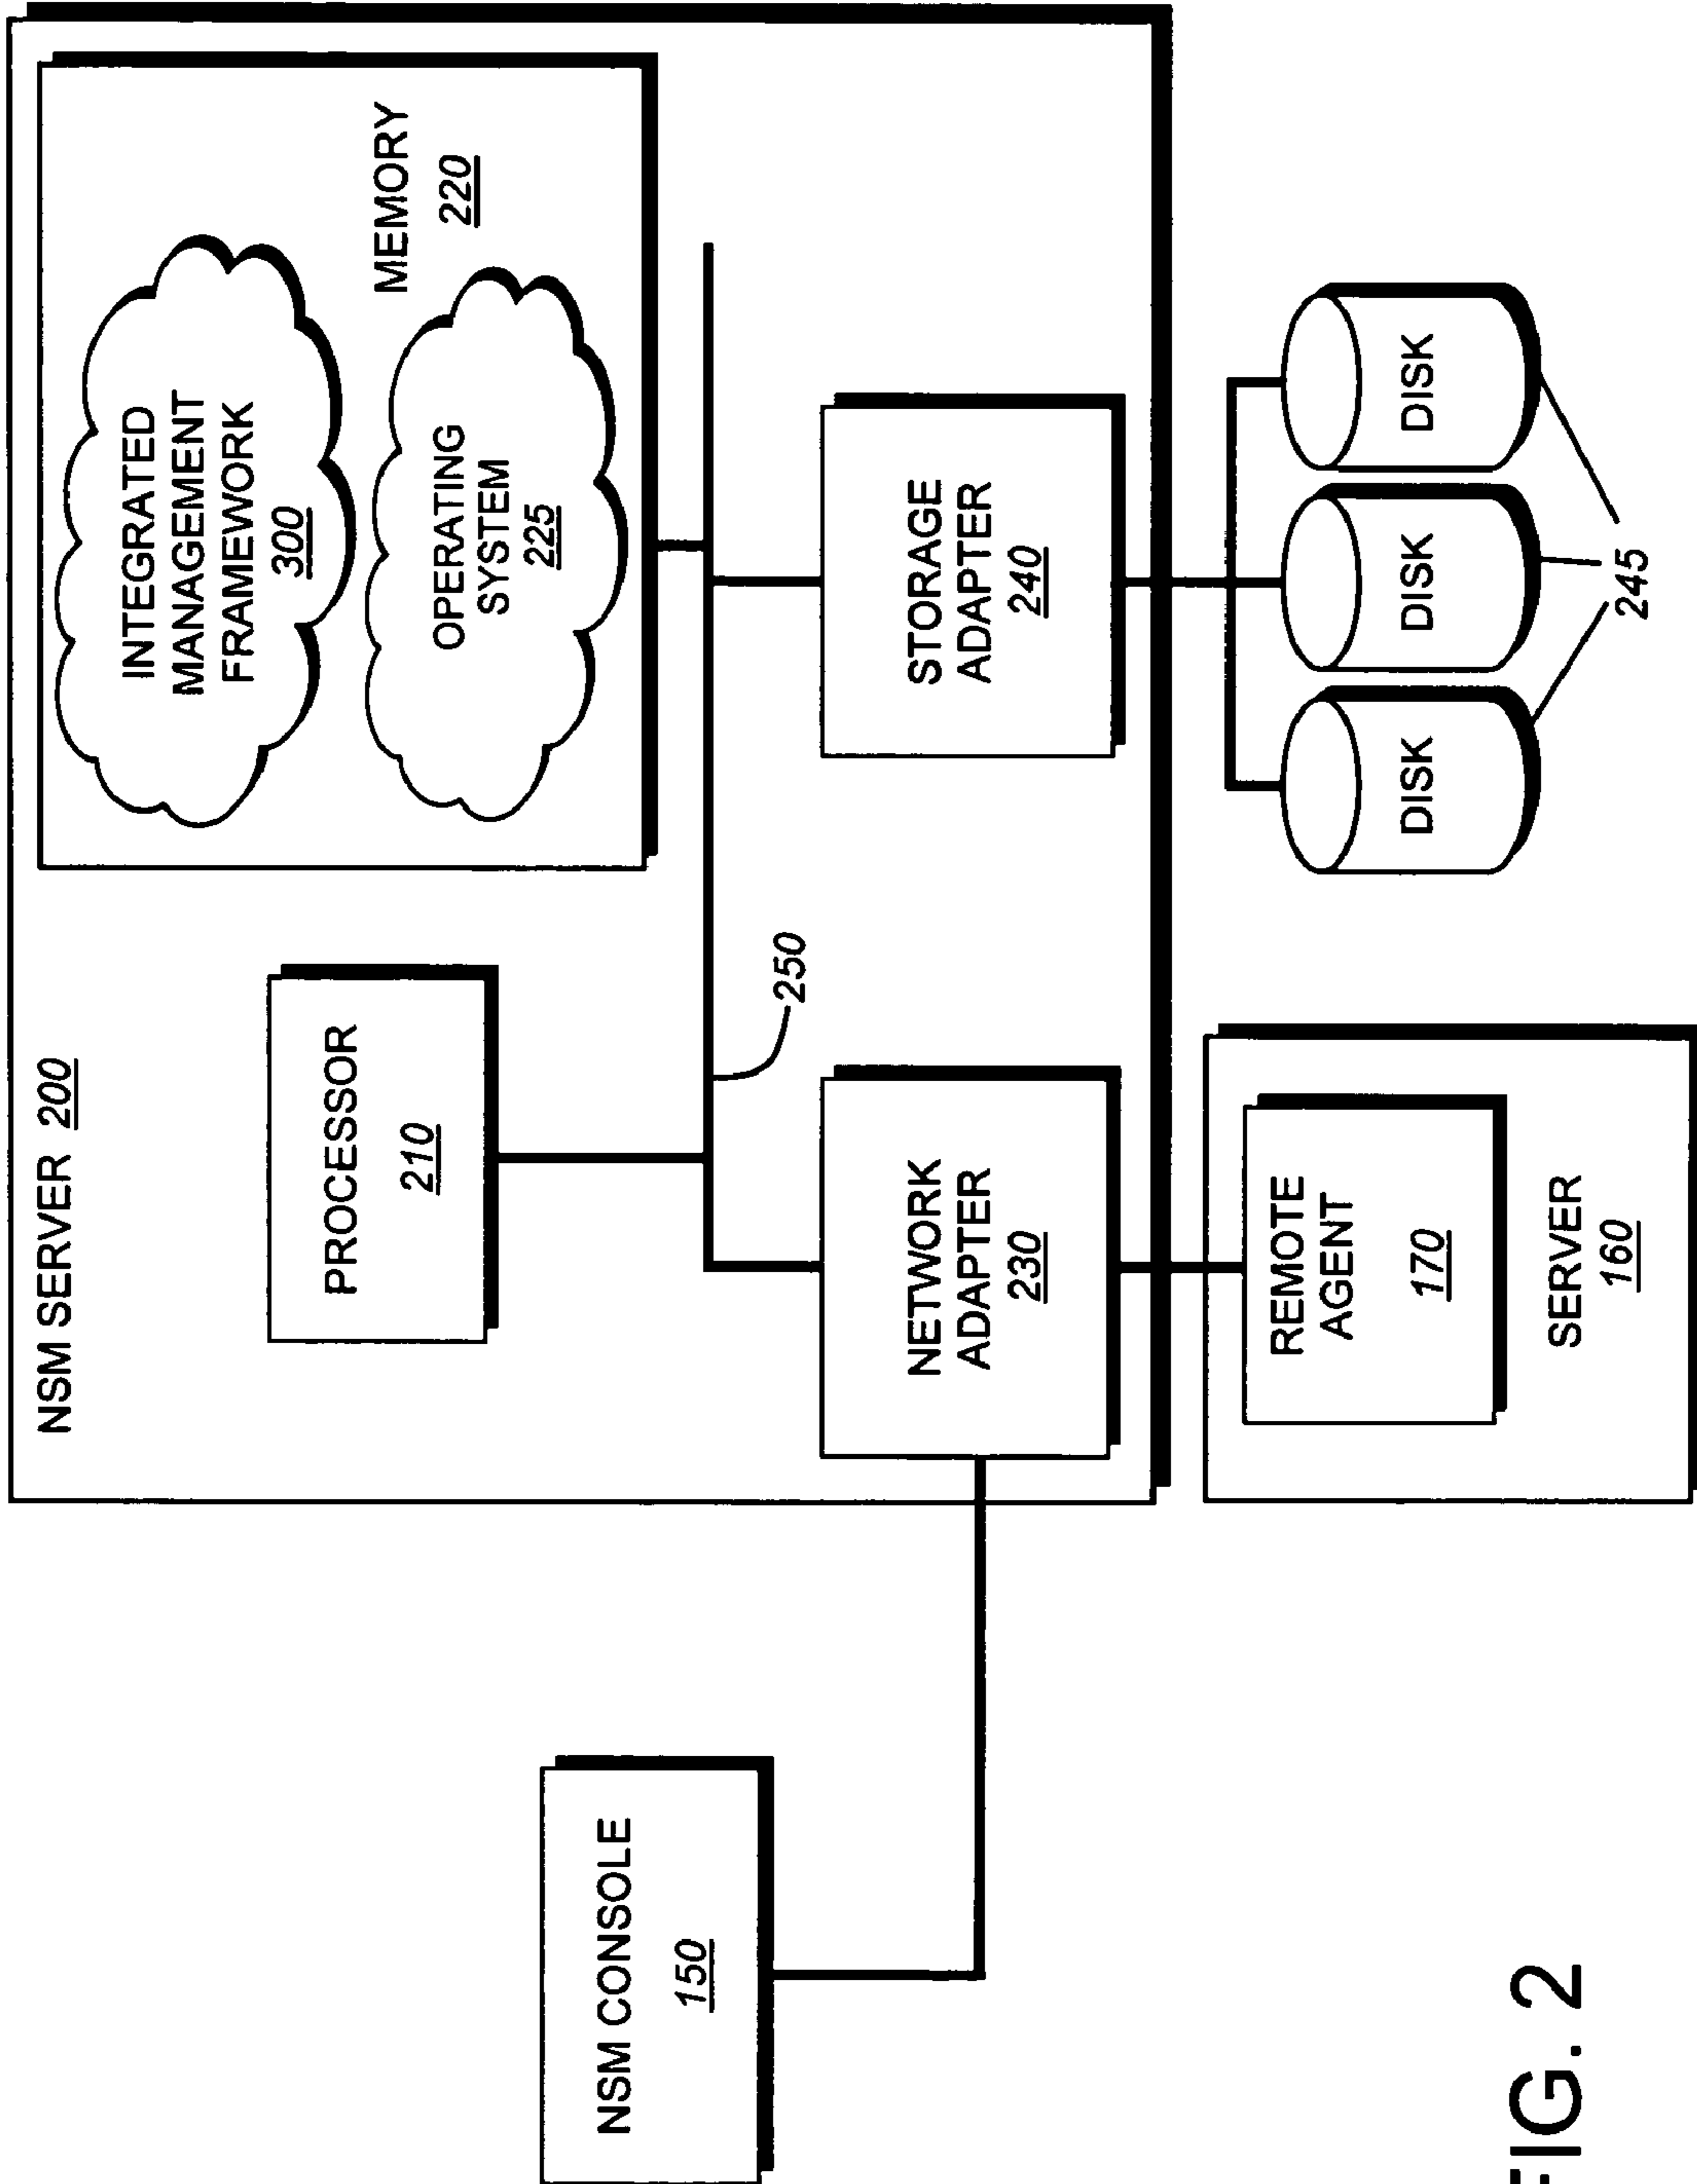 NSM SERVER 200
INTEGRATED
MANAGEMENT
FRAMEWORK
300
MEMORY
220
OPERATING
SYSTEM
225
PROCESSOR
210
250
NSM CONSOLE
150
NETWORK
ADAPTER
230
STORAGE
ADAPTER
240
REMOTE
AGENT
170
SERVER
160
DISK
DISK
DISK
245
FIG. 2